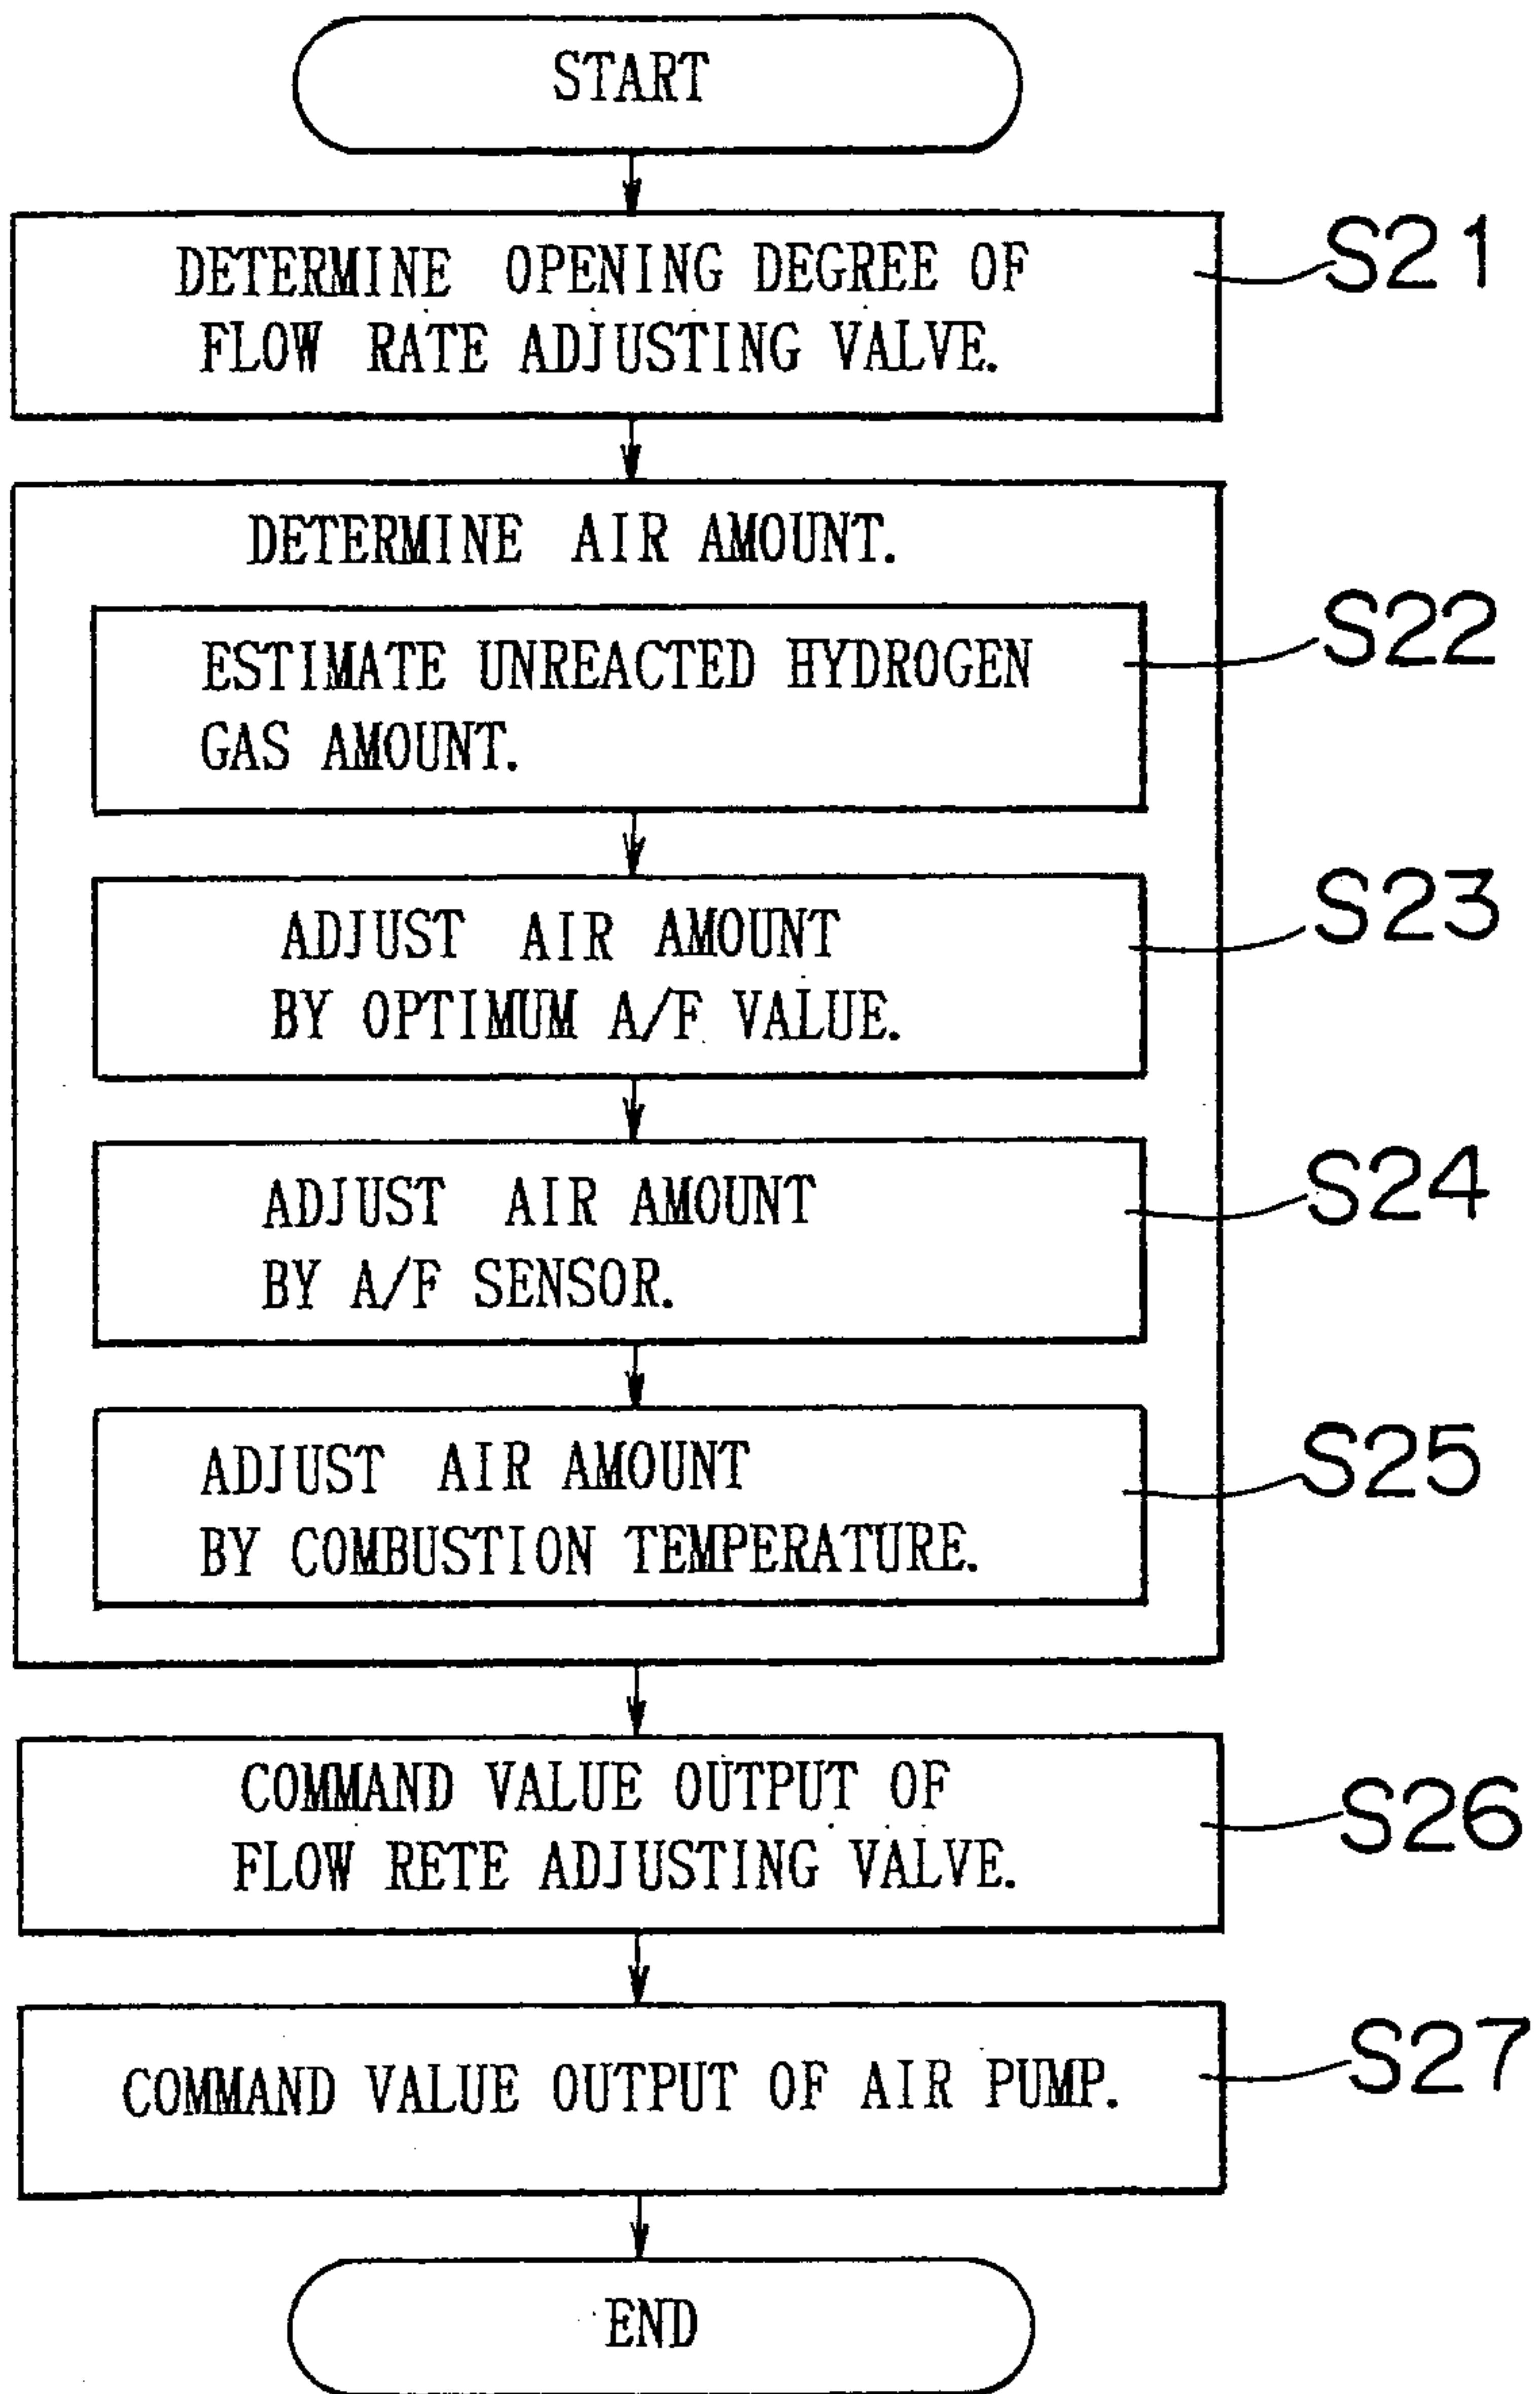 START
DETERMINE OPENING DEGREE OF
FLOW RATE ADJUSTING VALVE.
S21
DETERMINE AIR AMOUNT.
ESTIMATE UNREACTED HYDROGEN
GAS AMOUNT.
S22
ADJUST AIR AMOUNT
BY OPTIMUM A/F VALUE.
S23
ADJUST AIR AMOUNT
BY A/F SENSOR.
S24
ADJUST AIR AMOUNT
BY COMBUSTION TEMPERATURE.
S25
COMMAND VALUE OUTPUT OF
FLOW RETE ADJUSTING VALVE.
S26
COMMAND VALUE OUTPUT OF AIR PUMP.
S27
END